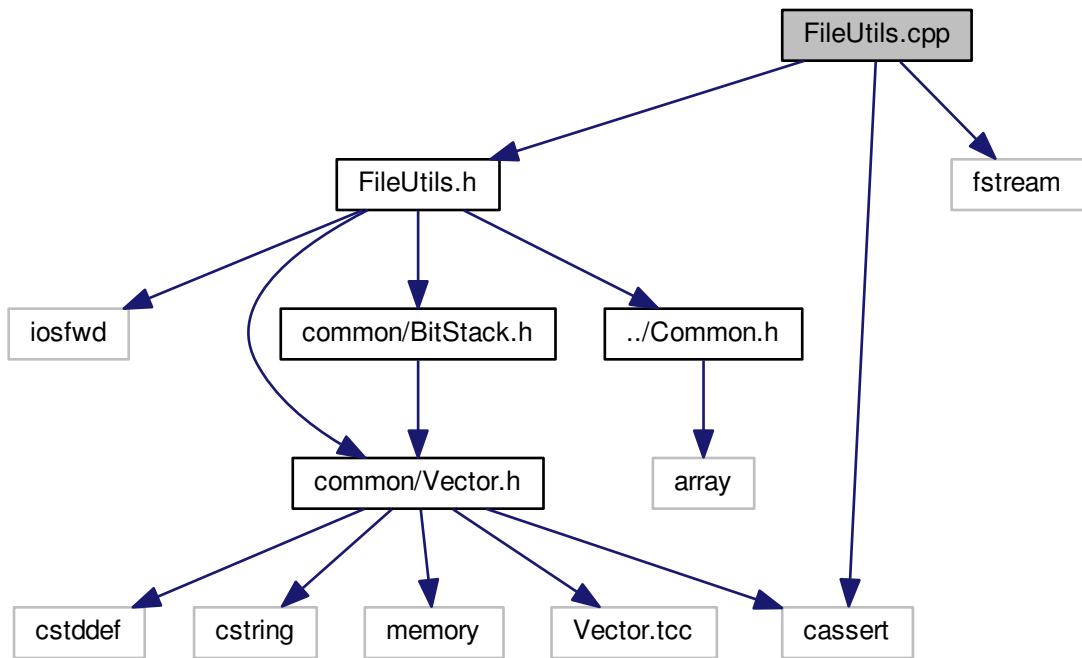 FileUtils.cpp
FileUtils.h
fstream
iosfwd
common/BitStack.h
../Common.h
common/Vector.h
array
cstddef
cstring
memory
Vector.tcc
cassert